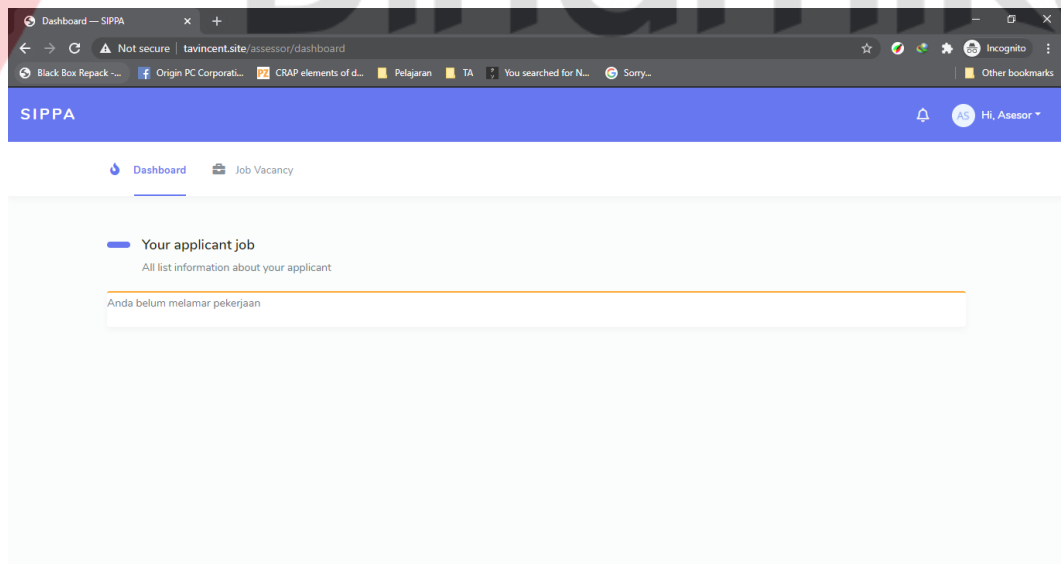 Dinamik
Dashboard — SIPPA
Not secure | tavincent.site/assessor/dashboard
Incognito
Black Box Repack -... Origin PC Corporati... CRAP elements of d... Pelajaran TA You searched for N... Sorry... Other bookmarks
SIPPA
AS Hi, Asesor
Dashboard Job Vacancy
Your applicant job
All list information about your applicant
Anda belum melamar pekerjaan